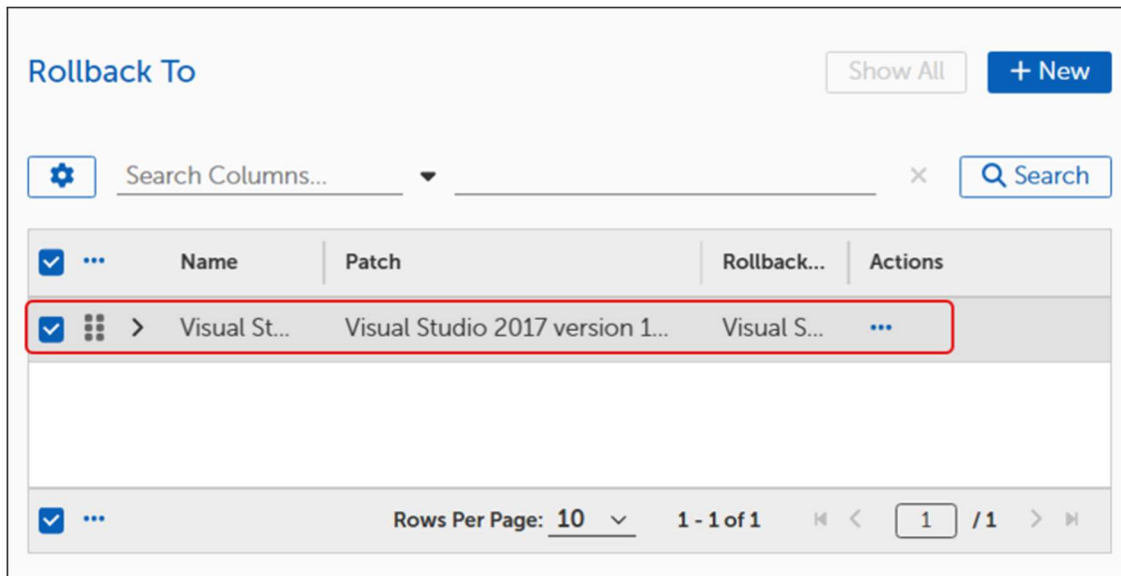 Rollback To Show All + New
Search Columns... × Search
Name Patch Rollback... Actions
Visual St... Visual Studio 2017 version 1... Visual S... ...
Rows Per Page: 10 1 - 1 of 1 1 / 1